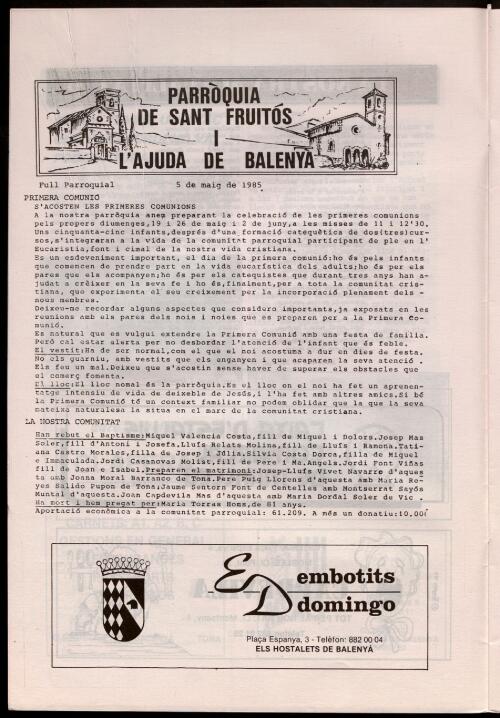 PARRÒQUIA
DE SANT FRUITÓS
I
L'AJUDA DE BALENYÀ
Full Parroquial 5 de maig de 1985
PRIMERA COMUNIO
S'ACOSTEN LES PRIMERES COMUNIONS
A la nostra parròquia anem preparant la celebració de les primeres comunions
pels propers diumenges,19 i 26 de maig i 2 de juny,a les misses de 11 i 12'30.
Uns cinquanta-cinc infants,després d'una formació catequètica de dos(tres)cur-
sos,s'integraran a la vida de la comunitat parroquial participant de ple en l'
Eucaristia,font i cimal de la nostra vida cristiana.
Es un esdeveniment important, el dia de la primera comunió:ho és pels infants
que comencen de prendre part en la vida eucarística dels adults;ho és per els
pares que els acompanyen;ho és per els catequistes que durant tres anys han a-
judat a crèixer en la seva fe i ho és,finalment,per a tota la comunitat cris-
tiana, que experimenta el seu creixement per la incorporació plenament dels
nous membres.
Deixeu-me recordar alguns aspectes que considero importants,ja exposats en les
reunions amb els pares dels nois i noies que es preparen per a la Primera Co-
munió.
Es natural que es vulgui extendre la Primera Comunió amb una festa de família.
Però cal estar alerta per no desbordar l'atenció de l'infant que és feble.
El vestit:Ha de ser normal,com el que el noi acostuma a dur en dies de festa.
No els guarniu, amb vestits que els enganyen i que acaparen la seva atenció .
Els feu un mal.Deixeu que s'acostin sense haver de superar els obstacles que
el comerç fomenta.
El lloc:El lloc nomal és la parròquia.Es el lloc on el noi ha fet un aprenen-
tatge intensiu de vida de deixeble de Jesús,i l'ha fet amb altres amics.Si bé
la Primera Comunió té un context familiar no podem oblidar que la que la seva
mateixa naturalesa la situa en el marc de la comunitat cristiana.
LA NOSTRA COMUNITAT
Han rebut el Baptisme:Miquel Valencia Costa,fill de Miquel i Dolors.Josep Mas
Soler,fill d'Antoni i Josefa.Lluís Relats Molina,fill de Lluís i Ramona.Tati-
ana Castro Morales,filla de Josep i Júlia.Sílvia Costa Dorca,filla de Miquel
e Immaculada.Jordi Casanovas Molist,fill de Pere i Ma.Angels.Jordi Font Viñas
fill de Joan e Isabel.Preparen el matrimoni:Josep-Lluís Vivet Navarro d'aques
ta amb Joana Moral Barranco de Tona.Pere Puig Llorens d'aquesta amb Maria Ro-
yes Salido Pupom de Tona:Jaume Sentors Pont de Centelles amb Montserrat Sayós
Muntal d'aquesta.Joan Capdevila Mas d'aquesta amb Maria Dordal Soler de Vic .
Ha mort i hem pregat per:Maria Torras Homs,de 81 anys.
Aportació econòmica a la comunitat parroquial: 61.209. A més un donatiu:10.000
ED embotits
domingo
Plaça Espanya, 3 - Telèfon: 882 00 04
ELS HOSTALETS DE BALENYÀ